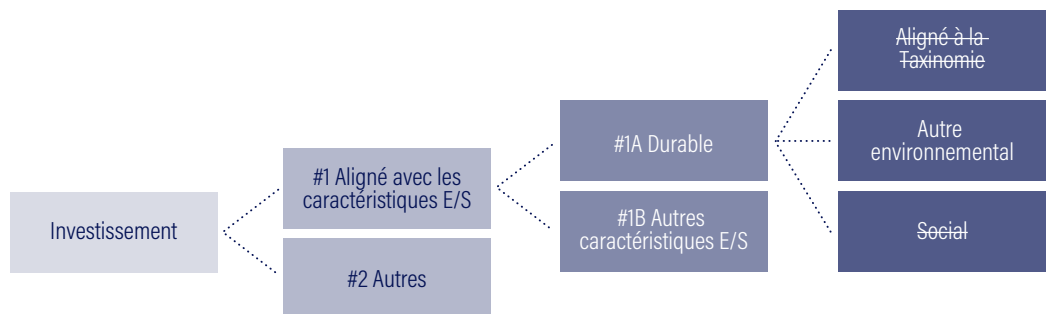 Investissement
#1 Aligné avec les
caractéristiques E/S
#2 Autres
#1A Durable
#1B Autres
caractéristiques E/S
Aligné à la
Taxinomie
Autre
environnemental
Social